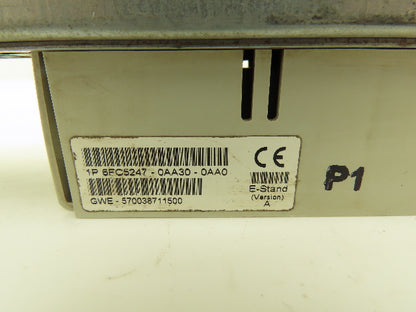 1P 6FC5247 - 0AA30 - 0AA0
GWE - 570038711500
CE
E-Stand
(Version)
A
P1